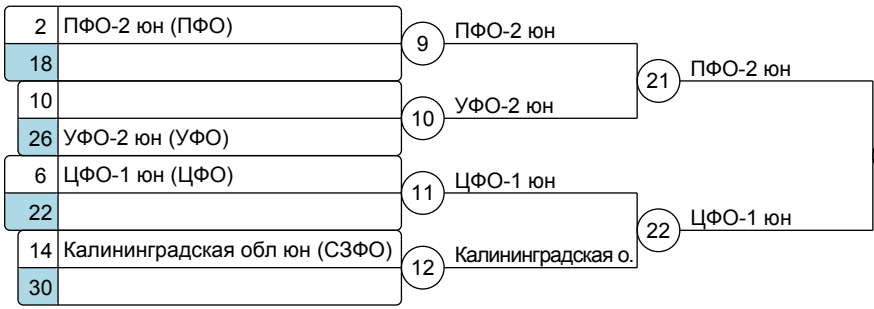 2 ПФО-2 юн (ПФО)
18
10
26 УФО-2 юн (УФО)
6 ЦФО-1 юн (ЦФО)
22
14 Калининградская обл юн (СЗФО)
30
9 ПФО-2 юн
10 УФО-2 юн
11 ЦФО-1 юн
12 Калининградская о.
21 ПФО-2 юн
22 ЦФО-1 юн